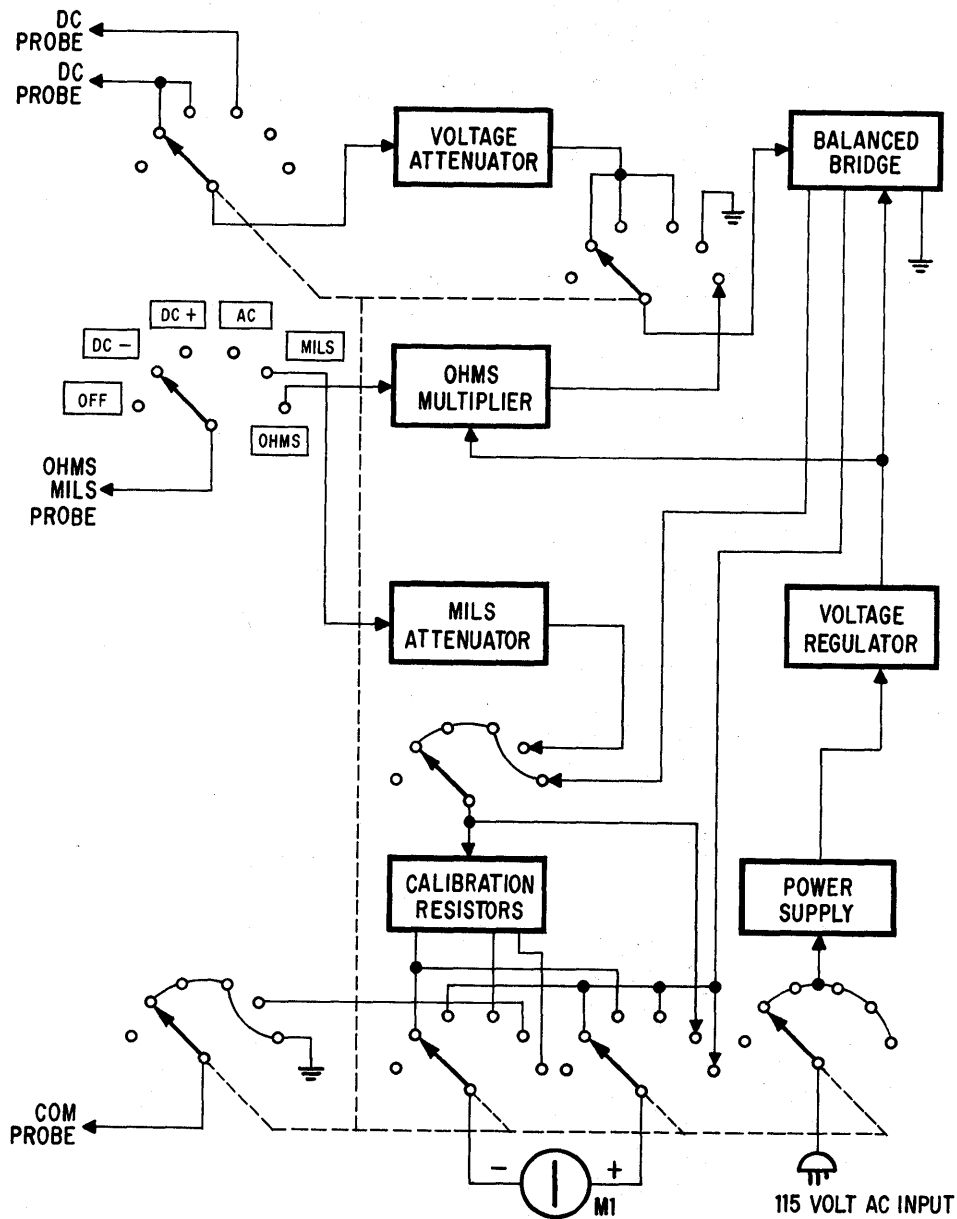 DC
PROBE
DC
PROBE
VOLTAGE
ATTENUATOR
BALANCED
BRIDGE
DC +
AC
DC –
MILS
OFF
OHMS
OHMS
MULTIPLIER
OHMS
MILS
PROBE
MILS
ATTENUATOR
VOLTAGE
REGULATOR
CALIBRATION
RESISTORS
POWER
SUPPLY
COM
PROBE
–
+
M1
115 VOLT AC INPUT